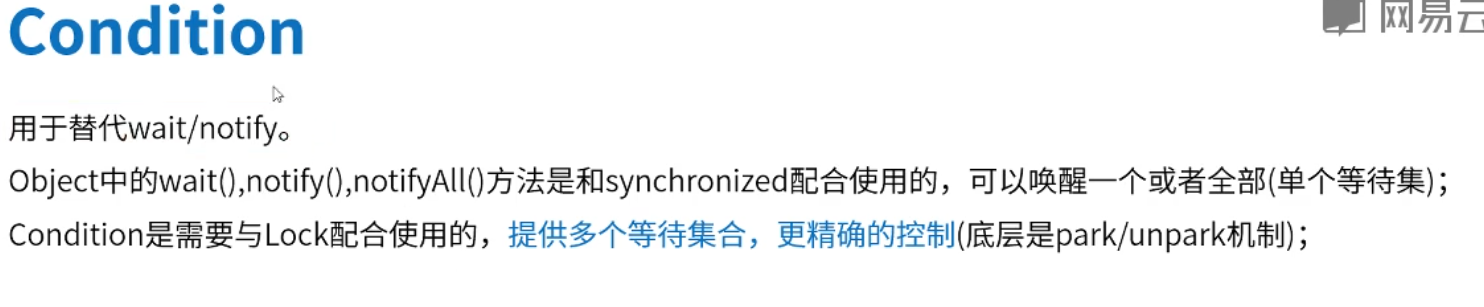 Condition
网易云
用于替代wait/notify。
Object中的wait(),notify(),notifyAll()方法是和synchronized配合使用的，可以唤醒一个或者全部(单个等待集)；
Condition是需要与Lock配合使用的，提供多个等待集合，更精确的控制(底层是park/unpark机制)；